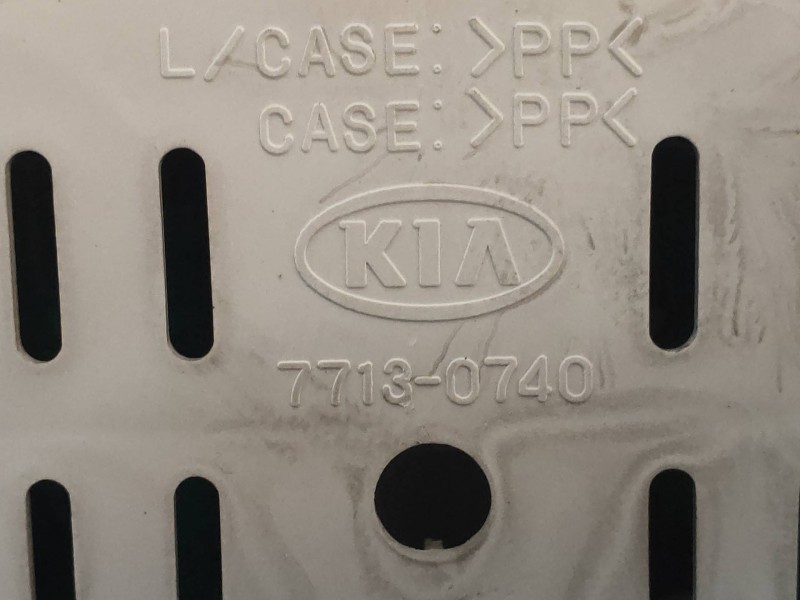 L/CASE: >PP<
CASE: >PP<
KIA
7713-0740